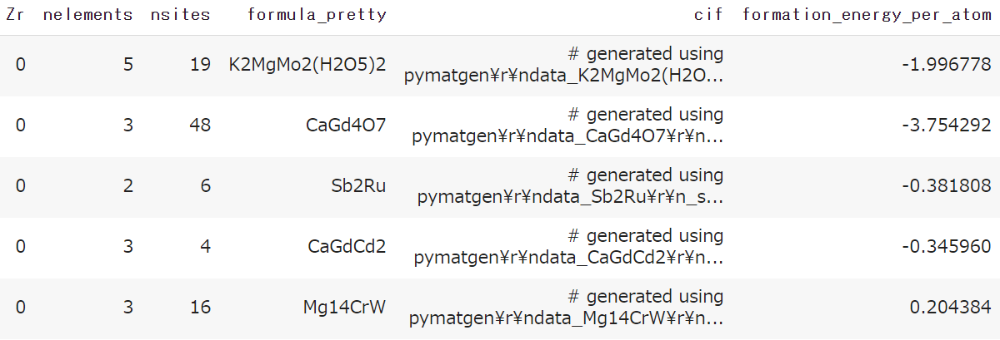 Zr nelements nsites formula_pretty cif formation_energy_per_atom
# generated using
0 5 19 K2MgMo2(H2O5)2 -1.996778
pymatgen¥r¥ndata_K2MgMo2(H2O...
# generated using
0 3 48 CaGd4O7 -3.754292
pymatgen¥r¥ndata_CaGd4O7¥r¥n...
# generated using
0 2 6 Sb2Ru -0.381808
pymatgen¥r¥ndata_Sb2Ru¥r¥n_s...
# generated using
0 3 4 CaGdCd2 -0.345960
pymatgen¥r¥ndata_CaGdCd2¥r¥n...
# generated using
0 3 16 Mg14CrW 0.204384
pymatgen¥r¥ndata_Mg14CrW¥r¥n...